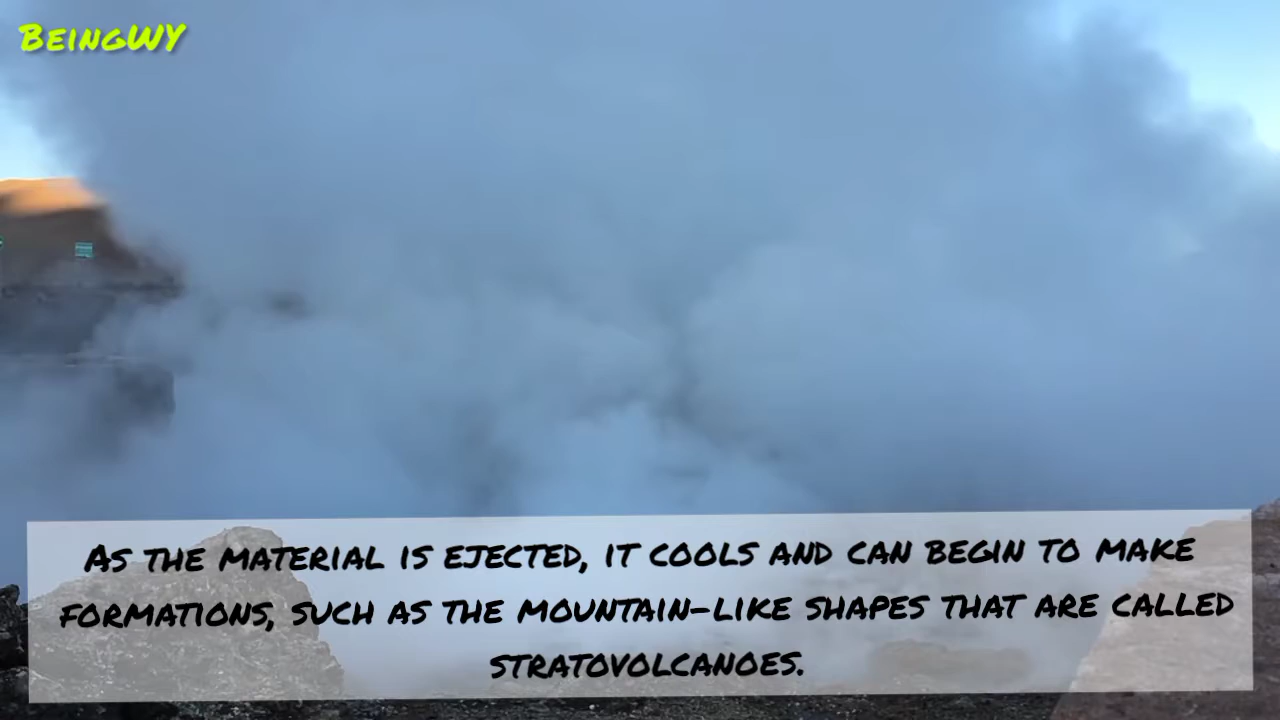 BeingWY
As the material is ejected, it cools and can begin to make
formations, such as the mountain-like shapes that are called
stratovolcanoes.